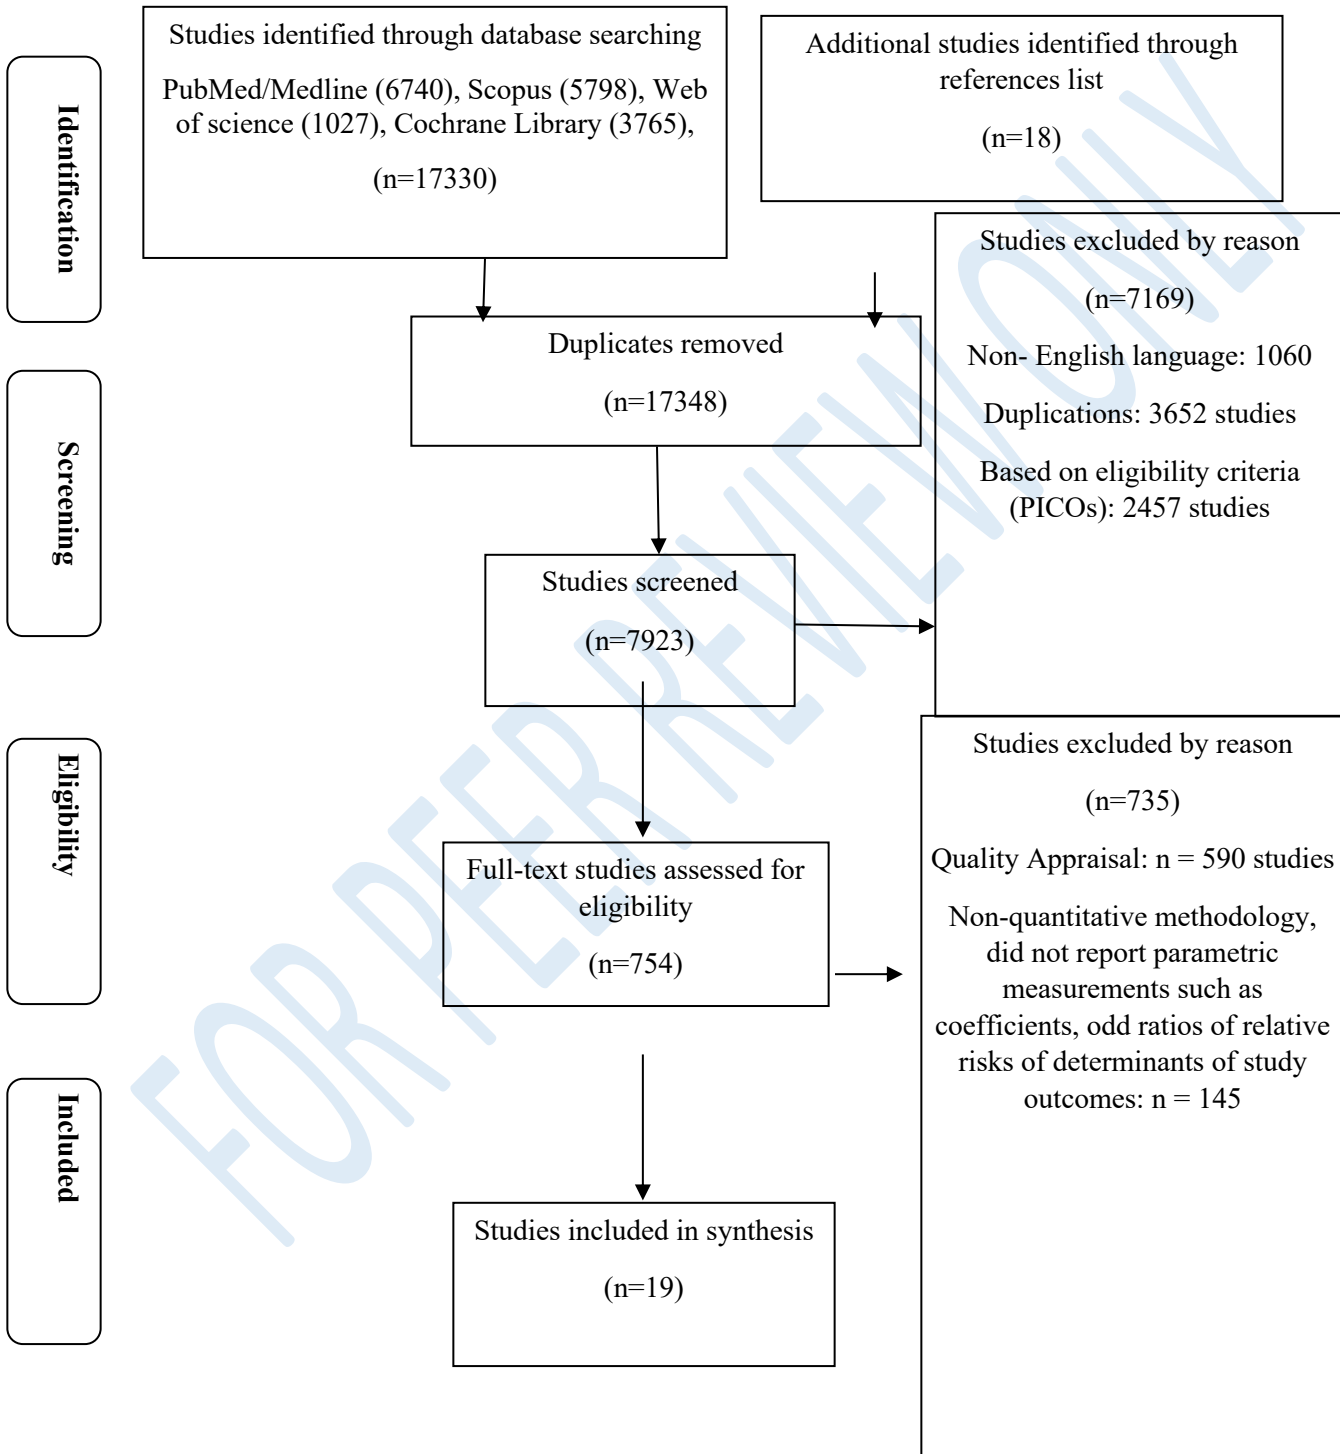 Identification
Studies identified through database searching
PubMed/Medline (6740), Scopus (5798), Web
of science (1027), Cochrane Library (3765),
(n=17330)
Additional studies identified through
references list
(n=18)
Studies excluded by reason
(n=7169)
Non- English language: 1060
Duplications: 3652 studies
Based on eligibility criteria
(PICOs): 2457 studies
Duplicates removed
(n=17348)
Screening
Studies screened
(n=7923)
Eligibility
Full-text studies assessed for
eligibility
(n=754)
Studies excluded by reason
(n=735)
Quality Appraisal: n = 590 studies
Non-quantitative methodology,
did not report parametric
measurements such as
coefficients, odd ratios of relative
risks of determinants of study
outcomes: n = 145
Included
Studies included in synthesis
(n=19)
FOR PEER REVIEW ONLY